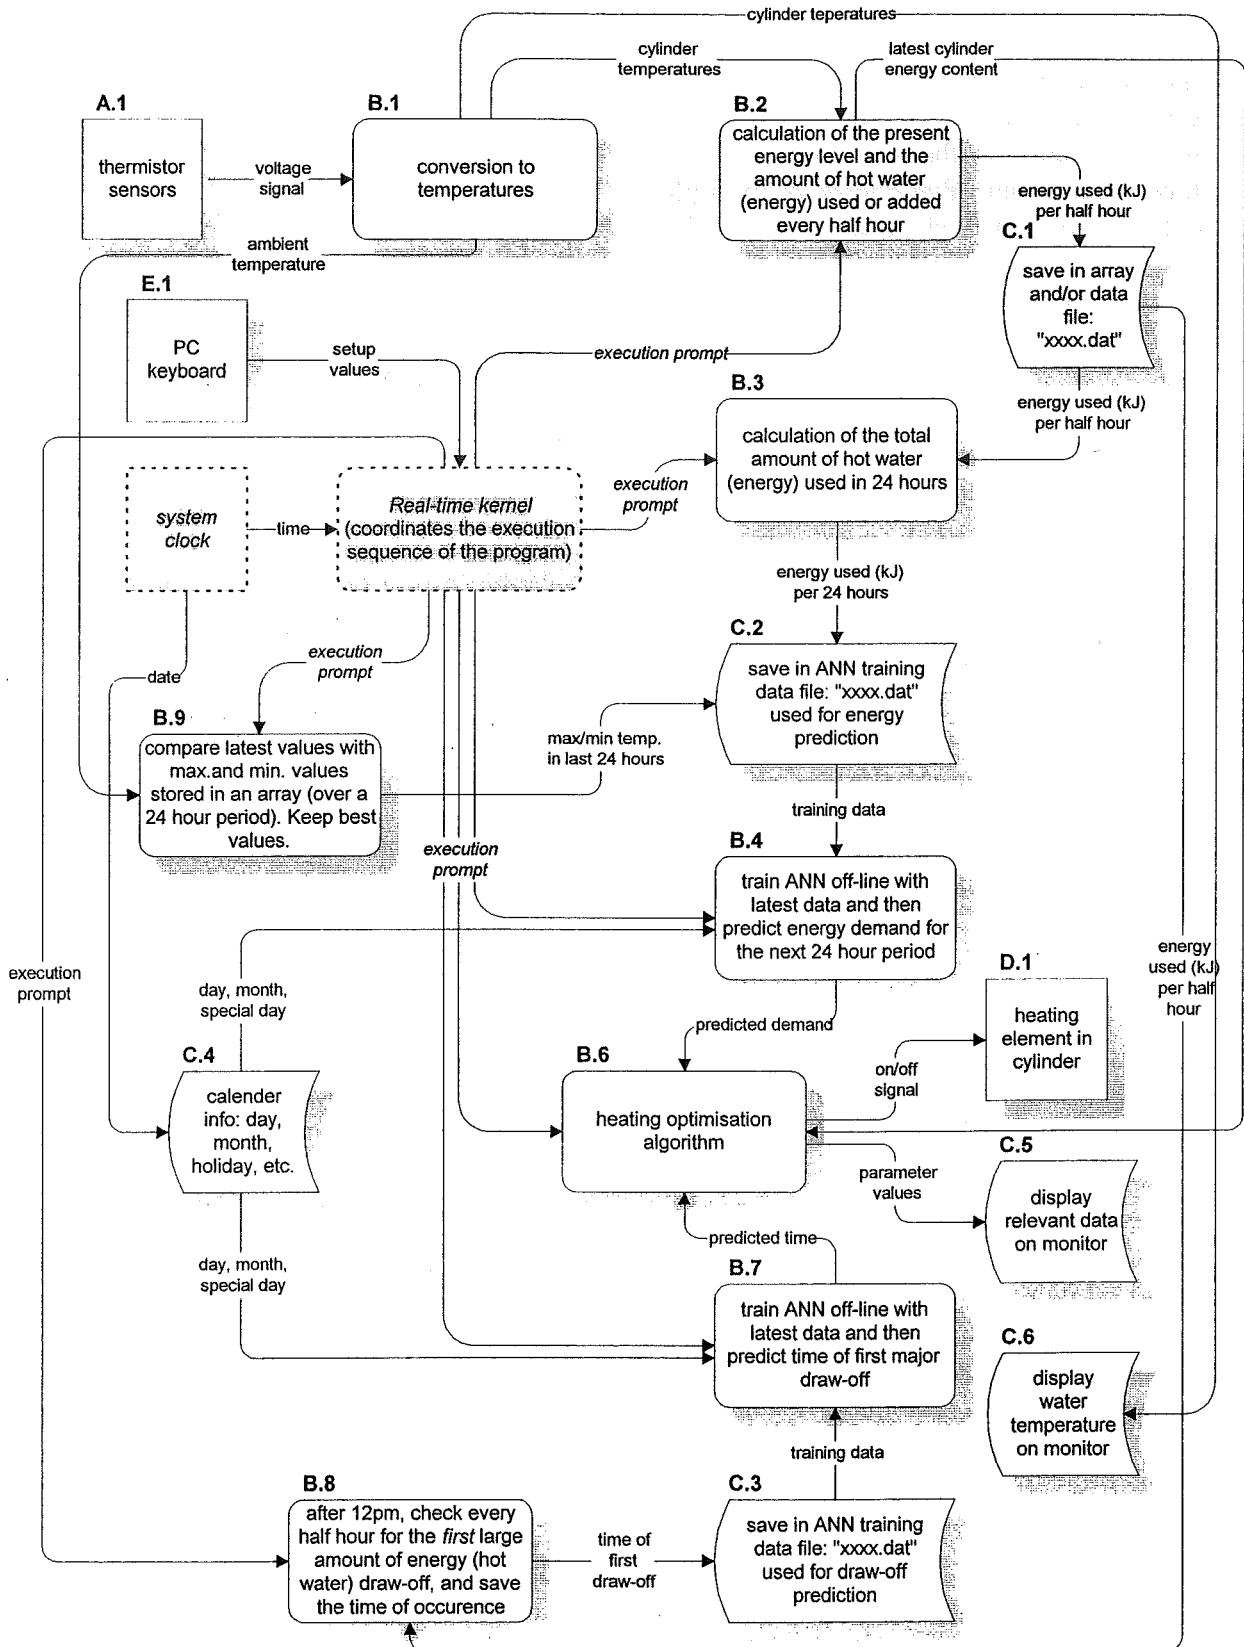 cylinder teperatures
cylinder
temperatures
latest cylinder
energy content
A.1
thermistor
sensors
voltage
signal
B.1
conversion to
temperatures
B.2
calculation of the present
energy level and the
amount of hot water
(energy) used or added
every half hour
energy used (kJ)
per half hour
ambient
temperature
C.1
save in array
and/or data
file:
"xxxx.dat"
E.1
PC
keyboard
setup
values
execution prompt
energy used (kJ)
per half hour
B.3
calculation of the total
amount of hot water
(energy) used in 24 hours
system
clock
time
Real-time kernel
(coordinates the execution
sequence of the program)
execution
prompt
energy used (kJ)
per 24 hours
date
execution
prompt
C.2
save in ANN training
data file: "xxxx.dat"
used for energy
prediction
B.9
compare latest values with
max.and min. values
stored in an array (over a
24 hour period). Keep best
values.
max/min temp.
in last 24 hours
training data
execution
prompt
B.4
train ANN off-line with
latest data and then
predict energy demand for
the next 24 hour period
execution
prompt
energy
used (kJ)
per half
hour
day, month,
special day
predicted demand
D.1
heating
element in
cylinder
C.4
calender
info: day,
month,
holiday, etc.
B.6
heating optimisation
algorithm
on/off
signal
parameter
values
C.5
display
relevant data
on monitor
day, month,
special day
predicted time
B.7
train ANN off-line with
latest data and then
predict time of first major
draw-off
C.6
display
water
temperature
on monitor
training data
B.8
after 12pm, check every
half hour for the first large
amount of energy (hot
water) draw-off, and save
the time of occurence
time of
first
draw-off
C.3
save in ANN training
data file: "xxxx.dat"
used for draw-off
prediction